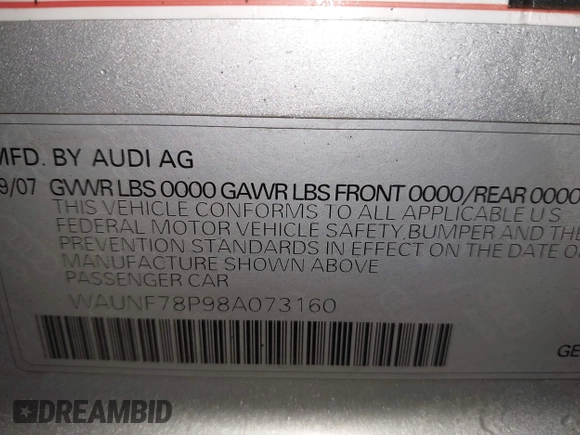 MFD. BY AUDI AG
9/07 GVWR LBS 0000 GAWR LBS FRONT 0000/REAR 0000
THIS VEHICLE CONFORMS TO ALL APPLICABLE U S
FEDERAL MOTOR VEHICLE SAFETY, BUMPER AND THE
PREVENTION STANDARDS IN EFFECT ON THE DATE O
MANUFACTURE SHOWN ABOVE
PASSENGER CAR
WAUNF78P98A073160
GE
DREAMBID